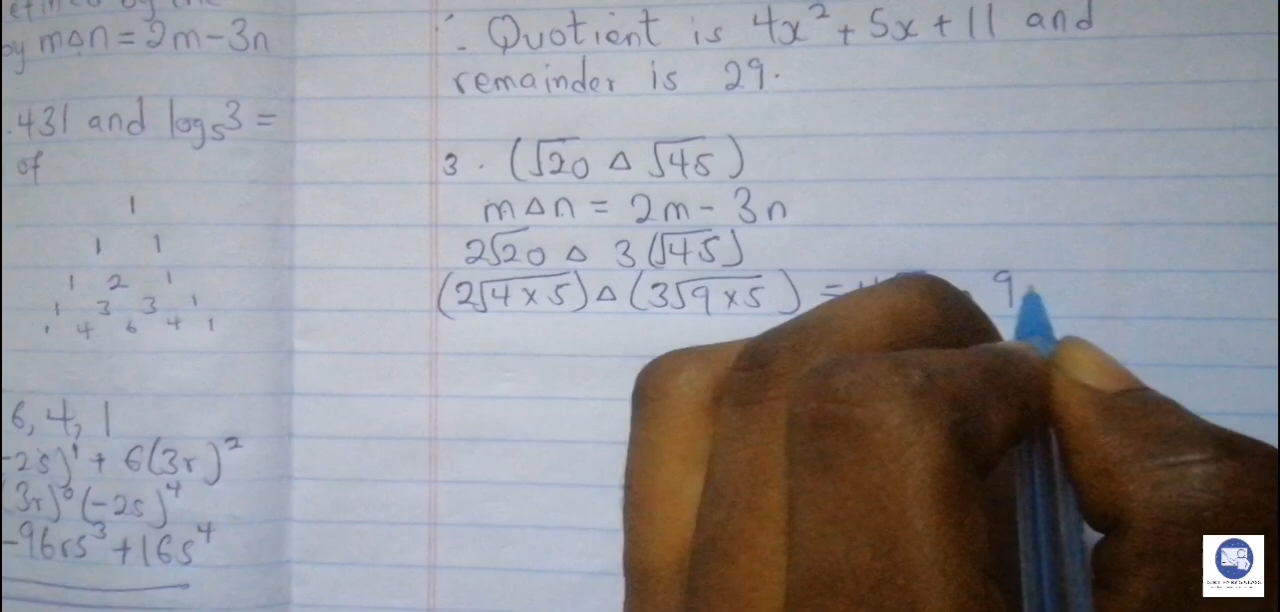 by m△n = 2m - 3n
.431 and log₅3 =
of
1
1 1
1 2 1
1 3 3 1
1 4 6 4 1
6, 4, 1
-2s)¹ + 6(3r)²
3r)⁰(-2s)⁴
-96rs³ + 16s⁴
∴ Quotient is 4x² + 5x + 11 and
remainder is 29.
3. (√20 △ √45)
m△n = 2m - 3n
2√20 △ 3(√45)
(2√4×5) △ (3√9×5) = 9